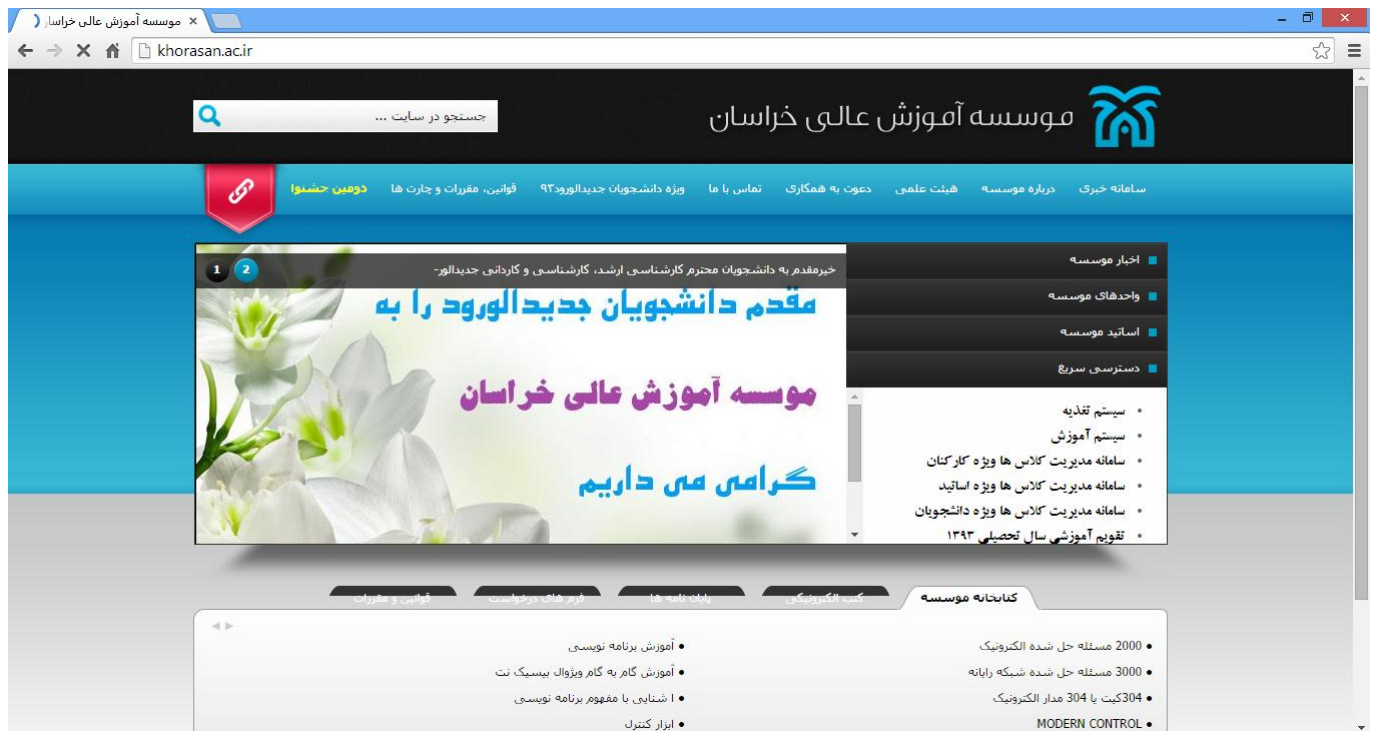 موسسه آموزش عالی خراسان
khorasan.ac.ir
موسسه آموزش عالی خراسان
جستجو در سایت ...
سامانه خبری
درباره موسسه
هیئت علمی
دعوت به همکاری
تماس با ما
ویژه دانشجویان جدیدالورود۹۳
قوانین، مقررات و چارت ها
دومین جشنوا
اخبار موسسه
واحدهای موسسه
اساتید موسسه
دسترسی سریع
سیستم تغذیه
سیستم آموزش
سامانه مدیریت کلاس ها ویژه کارکنان
سامانه مدیریت کلاس ها ویژه اساتید
سامانه مدیریت کلاس ها ویژه دانشجویان
تقویم آموزشی سال تحصیلی ۱۳۹۳
خیرمقدم به دانشجویان محترم کارشناسی ارشد، کارشناسی و کاردانی جدیدالور-
1 2
مقدم دانشجویان جدیدالورود را به
موسسه آموزش عالی خراسان
گرامی می داریم
کتابخانه موسسه
کتب الکترونیکی
پایان نامه ها
فرم های درخواست
قوانین و مقررات
● 2000 مسئله حل شده الکترونیک
● 3000 مسئله حل شده شبکه رایانه
● 304کیت یا 304 مدار الکترونیک
● MODERN CONTROL
● آموزش برنامه نویسی
● آموزش گام به گام ویژوال بیسیک نت
● ا شنایی با مفهوم برنامه نویسی
● ابزار کنترل